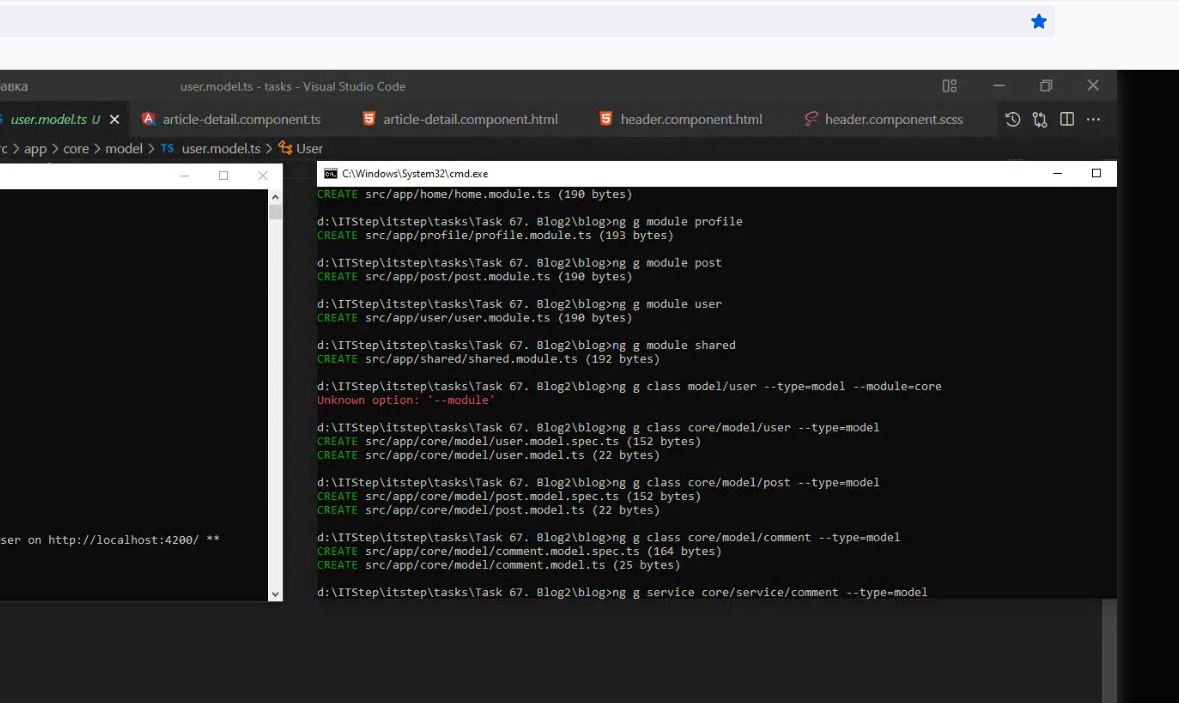 авка
user.model.ts - tasks - Visual Studio Code
user.model.ts U
article-detail.component.ts
article-detail.component.html
header.component.html
header.component.scss
rc > app > core > model > TS user.model.ts > User
C:\Windows\System32\cmd.exe
CREATE src/app/home/home.module.ts (190 bytes)
d:\ITStep\itstep\tasks\Task 67. Blog2\blog>ng g module profile
CREATE src/app/profile/profile.module.ts (193 bytes)
d:\ITStep\itstep\tasks\Task 67. Blog2\blog>ng g module post
CREATE src/app/post/post.module.ts (190 bytes)
d:\ITStep\itstep\tasks\Task 67. Blog2\blog>ng g module user
CREATE src/app/user/user.module.ts (190 bytes)
d:\ITStep\itstep\tasks\Task 67. Blog2\blog>ng g module shared
CREATE src/app/shared/shared.module.ts (192 bytes)
d:\ITStep\itstep\tasks\Task 67. Blog2\blog>ng g class model/user --type=model --module=core
Unknown option: '--module'
d:\ITStep\itstep\tasks\Task 67. Blog2\blog>ng g class core/model/user --type=model
CREATE src/app/core/model/user.model.spec.ts (152 bytes)
CREATE src/app/core/model/user.model.ts (22 bytes)
d:\ITStep\itstep\tasks\Task 67. Blog2\blog>ng g class core/model/post --type=model
CREATE src/app/core/model/post.model.spec.ts (152 bytes)
CREATE src/app/core/model/post.model.ts (22 bytes)
d:\ITStep\itstep\tasks\Task 67. Blog2\blog>ng g class core/model/comment --type=model
CREATE src/app/core/model/comment.model.spec.ts (164 bytes)
CREATE src/app/core/model/comment.model.ts (25 bytes)
d:\ITStep\itstep\tasks\Task 67. Blog2\blog>ng g service core/service/comment --type=model
ser on http://localhost:4200/ **